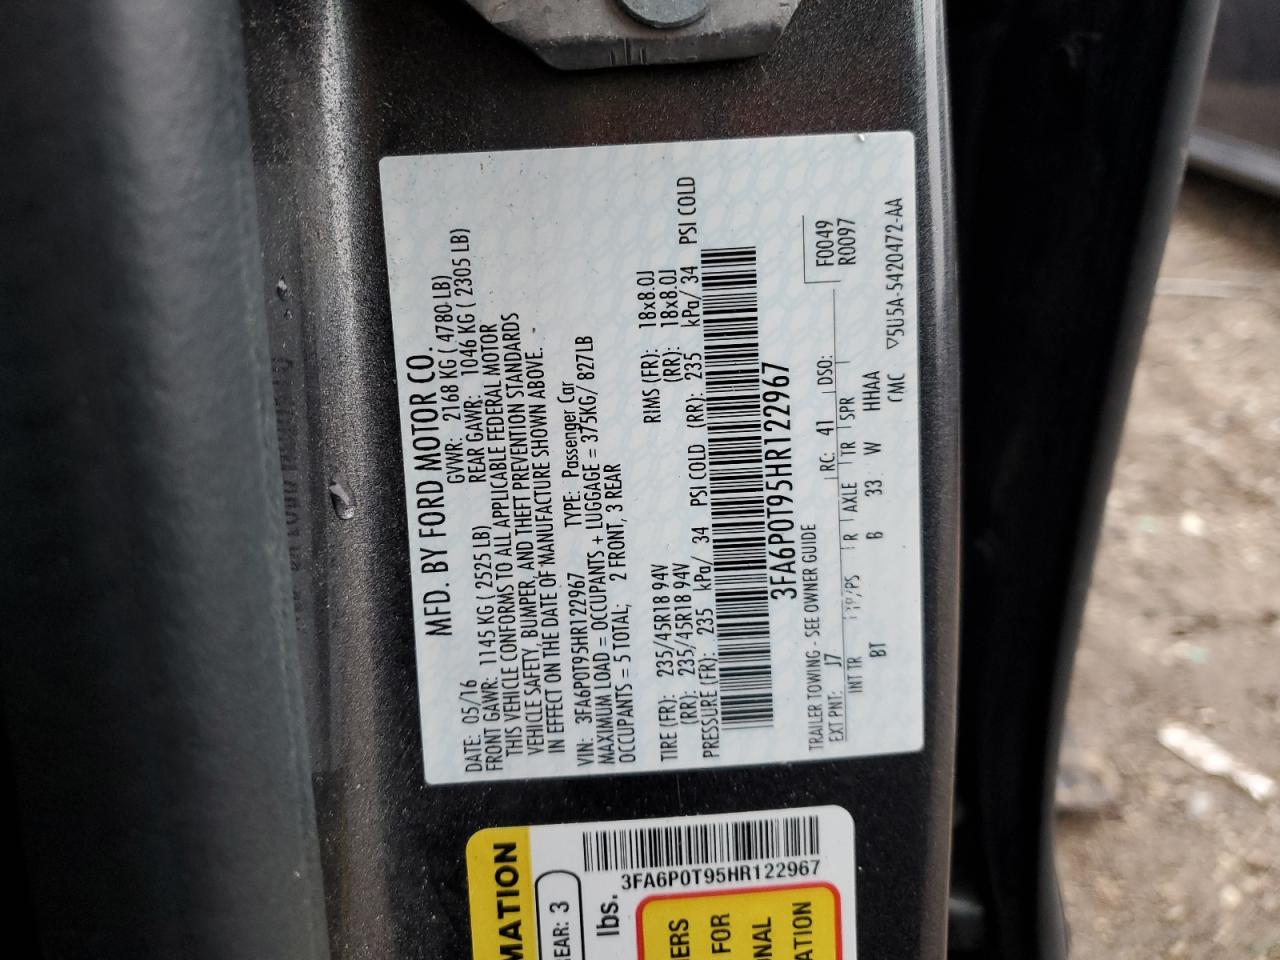 MFD. BY FORD MOTOR CO.
DATE: 05/16 GVWR: 2168 KG ( 4780 LB)
FRONT GAWR: 1145 KG ( 2525 LB) REAR GAWR: 1046 KG ( 2305 LB)
THIS VEHICLE CONFORMS TO ALL APPLICABLE FEDERAL MOTOR
VEHICLE SAFETY, BUMPER, AND THEFT PREVENTION STANDARDS
IN EFFECT ON THE DATE OF MANUFACTURE SHOWN ABOVE.
VIN: 3FA6P0T95HR122967 TYPE: Passenger Car
MAXIMUM LOAD = OCCUPANTS + LUGGAGE = 375KG/ 827LB
OCCUPANTS = 5 TOTAL; 2 FRONT, 3 REAR
TIRE (FR): 235/45R18 94V RIMS (FR): 18x8.0J
(RR): 235/45R18 94V (RR): 18x8.0J
PRESSURE (FR): 235 kPa/ 34 PSI COLD (RR): 235 kPa/ 34 PSI COLD
3FA6P0T95HR122967
TRAILER TOWING - SEE OWNER GUIDE
F0049
R0097
EXT PNT: J7 RC: 41 DSO:
INT TR TP/PS R AXLE TR SPR
BT B 33 W HHAA
CMC ▽5U5A-5420472-AA
3FA6P0T95HR122967
MATION
EAR: 3
lbs.
ERS
FOR
ONAL
ATION